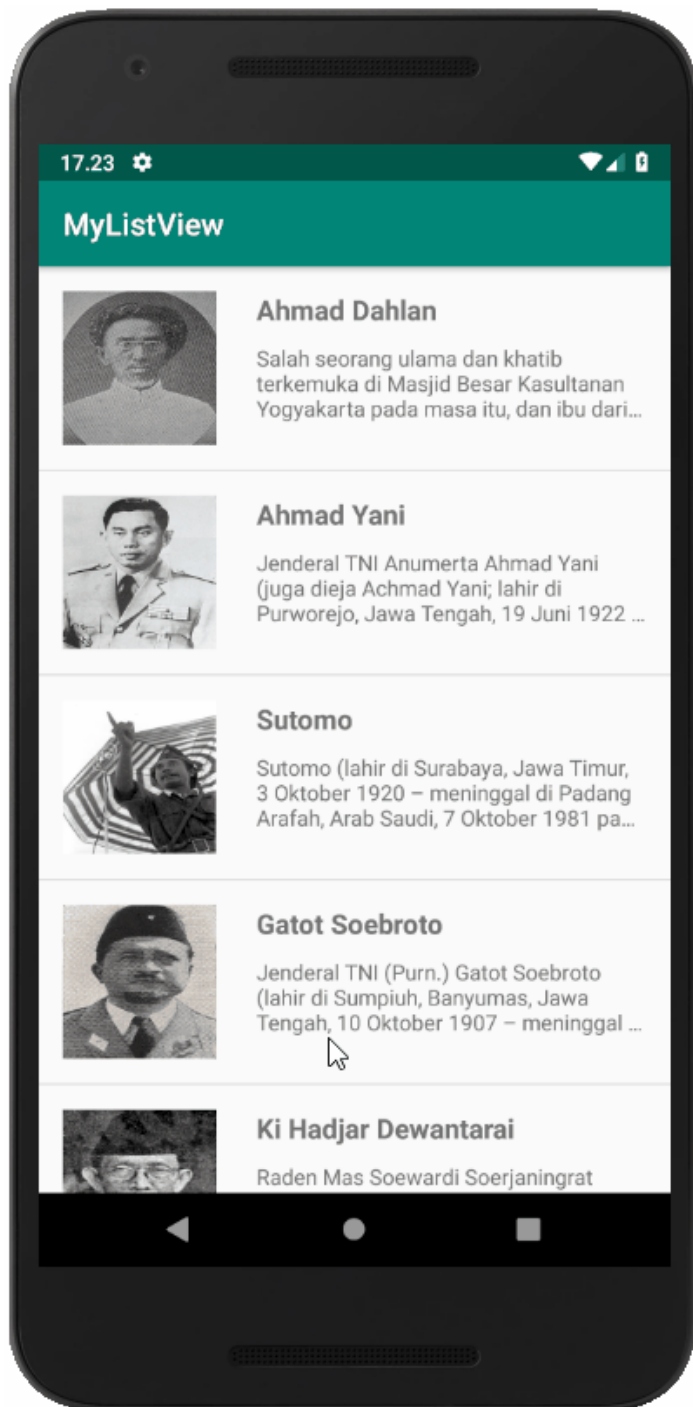 17.23
MyListView
Ahmad Dahlan
Salah seorang ulama dan khatib
terkemuka di Masjid Besar Kasultanan
Yogyakarta pada masa itu, dan ibu dari...
Ahmad Yani
Jenderal TNI Anumerta Ahmad Yani
(juga dieja Achmad Yani; lahir di
Purworejo, Jawa Tengah, 19 Juni 1922 ...
Sutomo
Sutomo (lahir di Surabaya, Jawa Timur,
3 Oktober 1920 – meninggal di Padang
Arafah, Arab Saudi, 7 Oktober 1981 pa...
Gatot Soebroto
Jenderal TNI (Purn.) Gatot Soebroto
(lahir di Sumpiuh, Banyumas, Jawa
Tengah, 10 Oktober 1907 – meninggal ...
Ki Hadjar Dewantarai
Raden Mas Soewardi Soerjaningrat